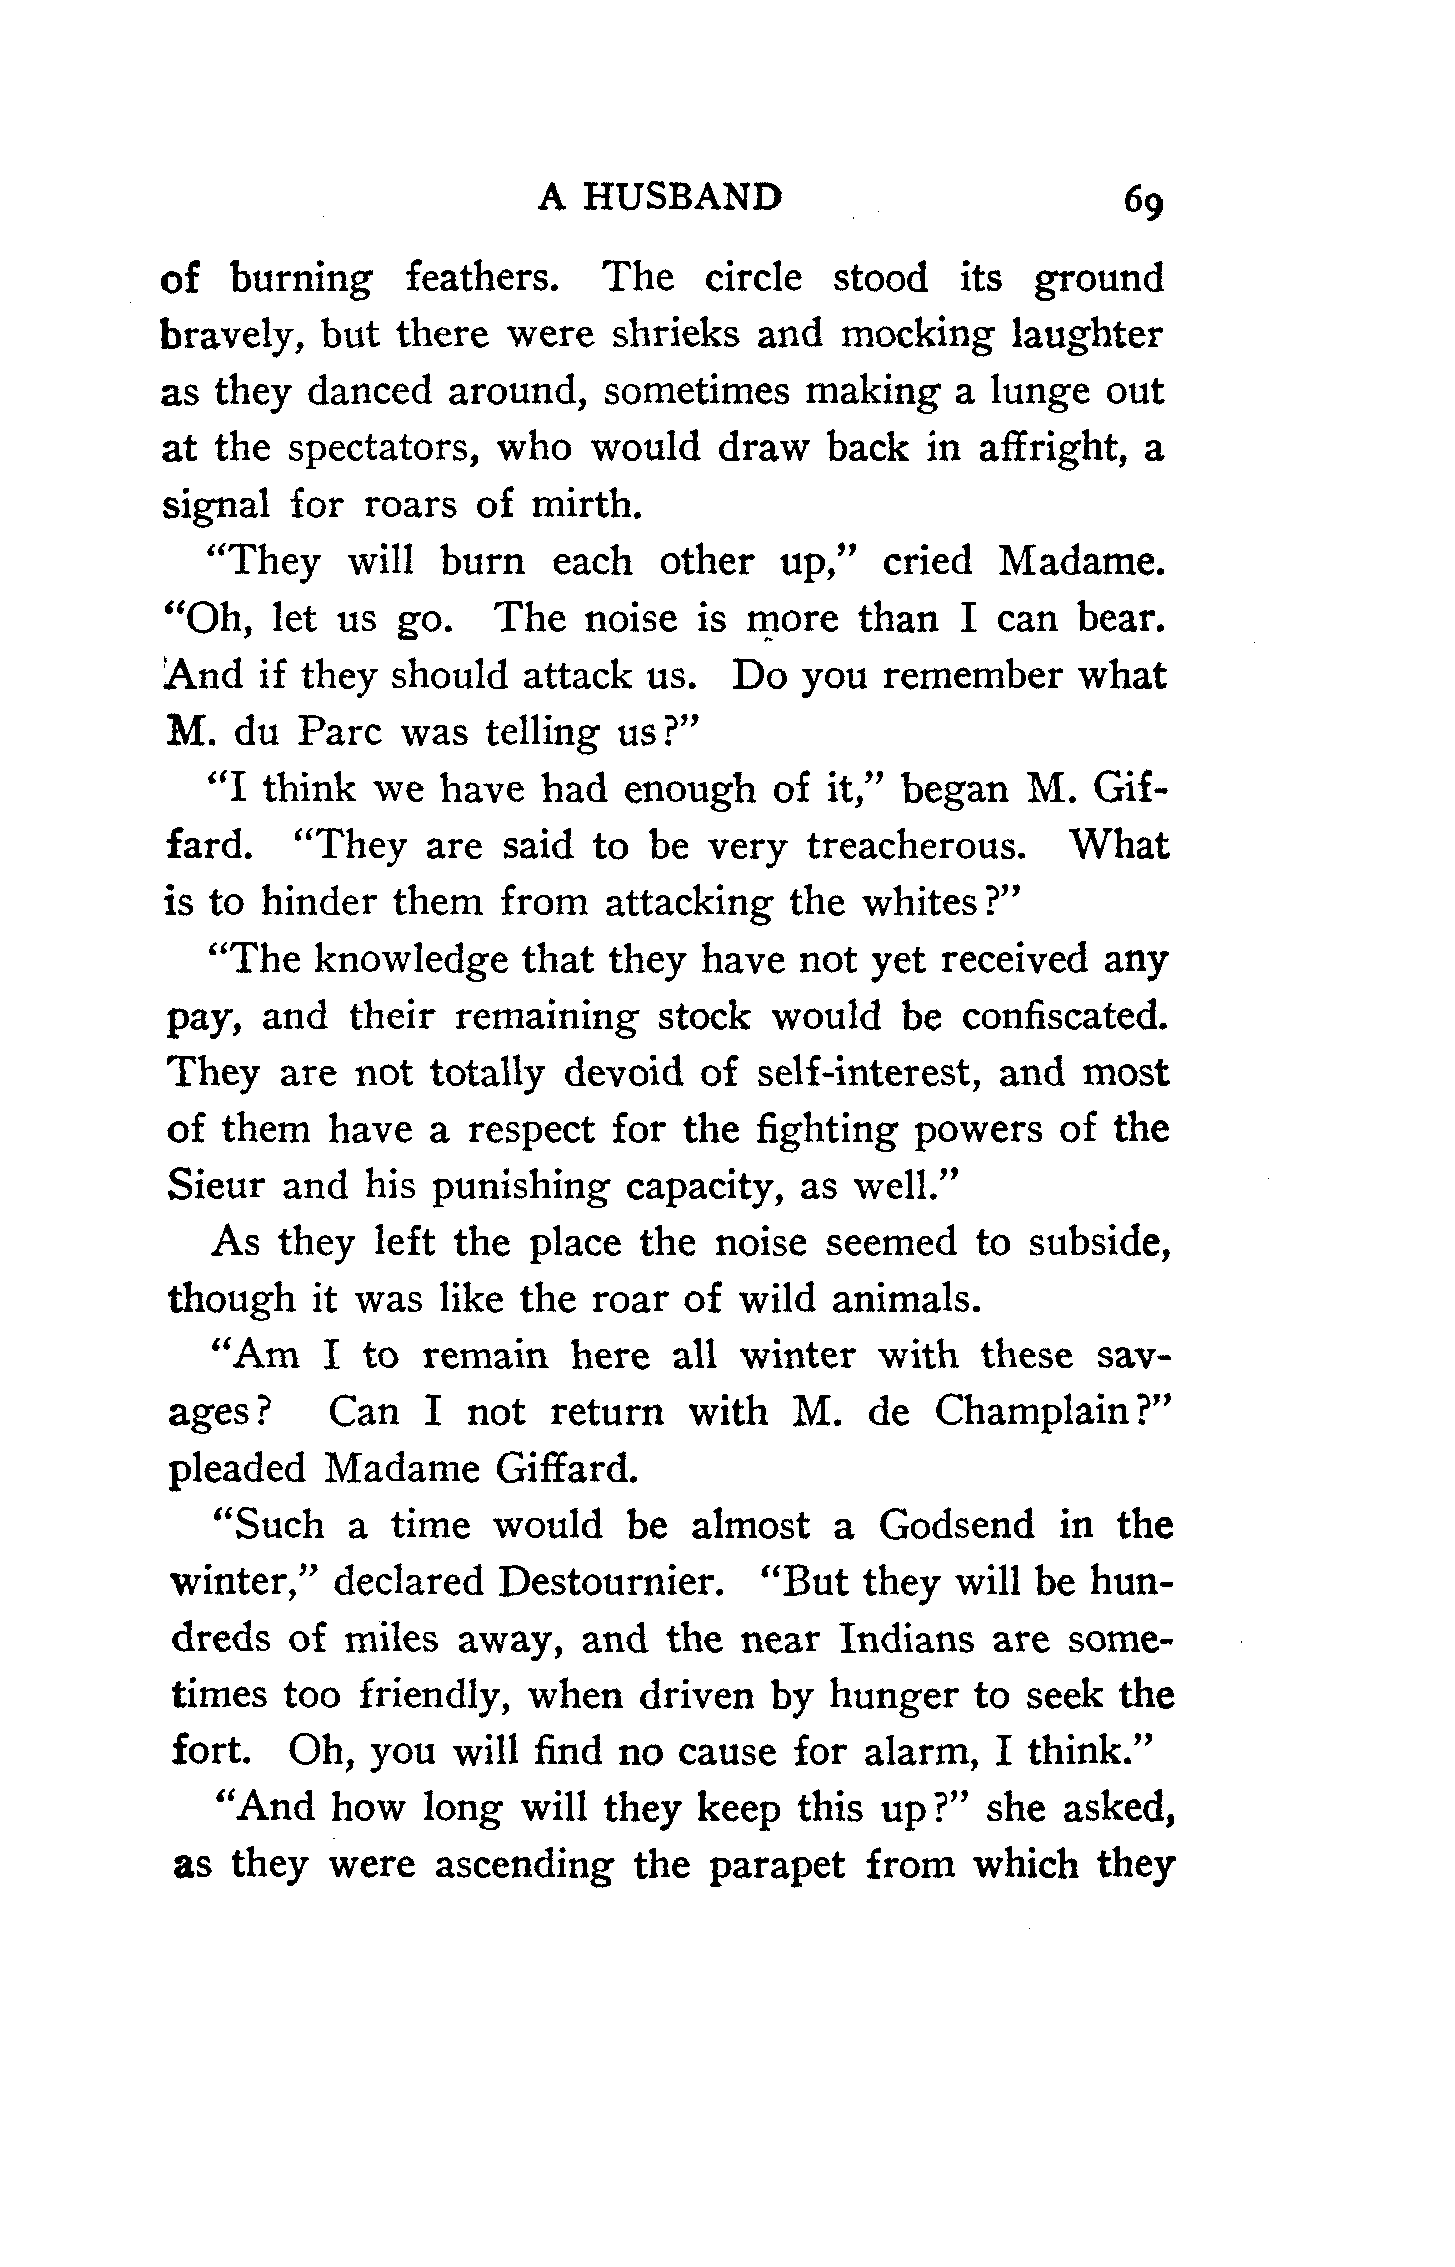 A HUSBAND 69
of burning feathers. The circle stood its ground
bravely, but there were shrieks and mocking laughter
as they danced around, sometimes making a lunge out
at the spectators, who would draw back in affright, a
signal for roars of mirth.
“They will burn each other up,” cried Madame.
“Oh, let us go. The noise is more than I can bear.
And if they should attack us. Do you remember what
M. du Parc was telling us?”
“I think we have had enough of it,” began M. Gif-
fard. “They are said to be very treacherous. What
is to hinder them from attacking the whites?”
“The knowledge that they have not yet received any
pay, and their remaining stock would be confiscated.
They are not totally devoid of self-interest, and most
of them have a respect for the fighting powers of the
Sieur and his punishing capacity, as well.”
As they left the place the noise seemed to subside,
though it was like the roar of wild animals.
“Am I to remain here all winter with these sav-
ages? Can I not return with M. de Champlain?”
pleaded Madame Giffard.
“Such a time would be almost a Godsend in the
winter,” declared Destournier. “But they will be hun-
dreds of miles away, and the near Indians are some-
times too friendly, when driven by hunger to seek the
fort. Oh, you will find no cause for alarm, I think.”
“And how long will they keep this up?” she asked,
as they were ascending the parapet from which they